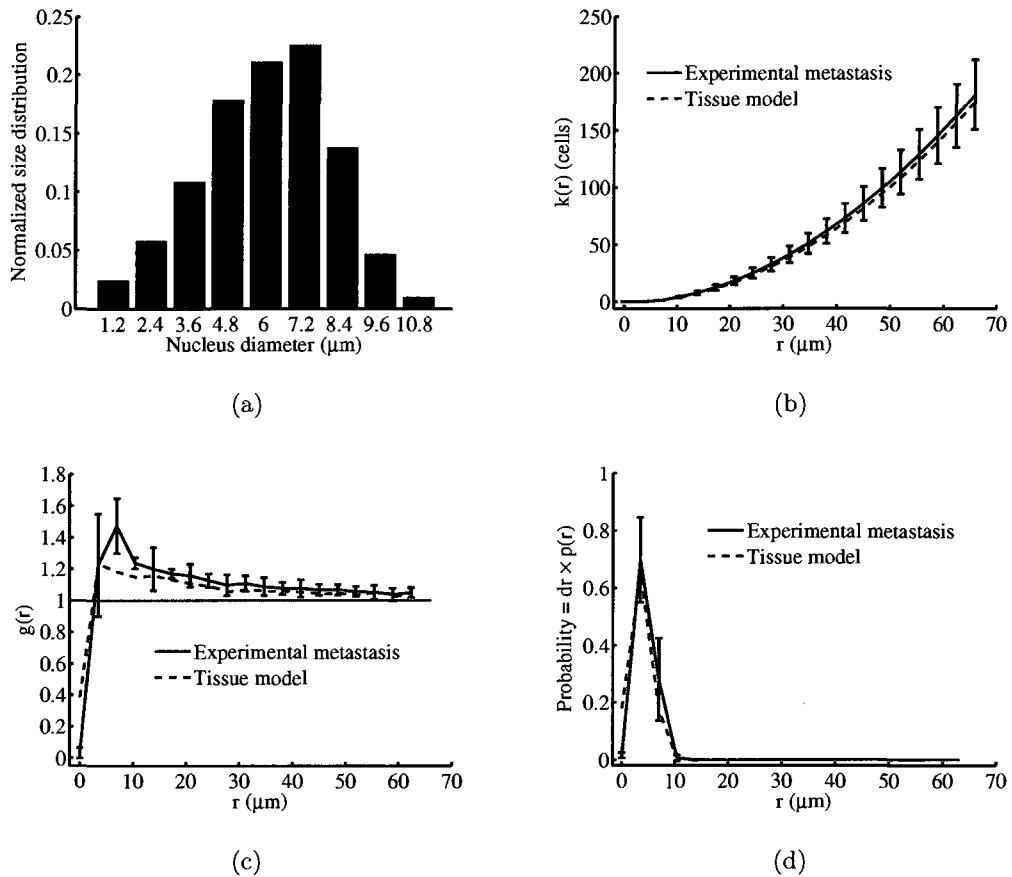 Normalized size distribution
0.25
0.2
0.15
0.1
0.05
0
1.2 2.4 3.6 4.8 6 7.2 8.4 9.6 10.8
Nucleus diameter (μm)
(a)
k(r) (cells)
250
200
150
100
50
0
Experimental metastasis
Tissue model
0 10 20 30 40 50 60 70
r (μm)
(b)
g(r)
1.8
1.6
1.4
1.2
1
0.8
0.6
0.4
0.2
0
Experimental metastasis
Tissue model
0 10 20 30 40 50 60 70
r (μm)
(c)
Probability = dr × p(r)
1
0.8
0.6
0.4
0.2
0
Experimental metastasis
Tissue model
0 10 20 30 40 50 60 70
r (μm)
(d)